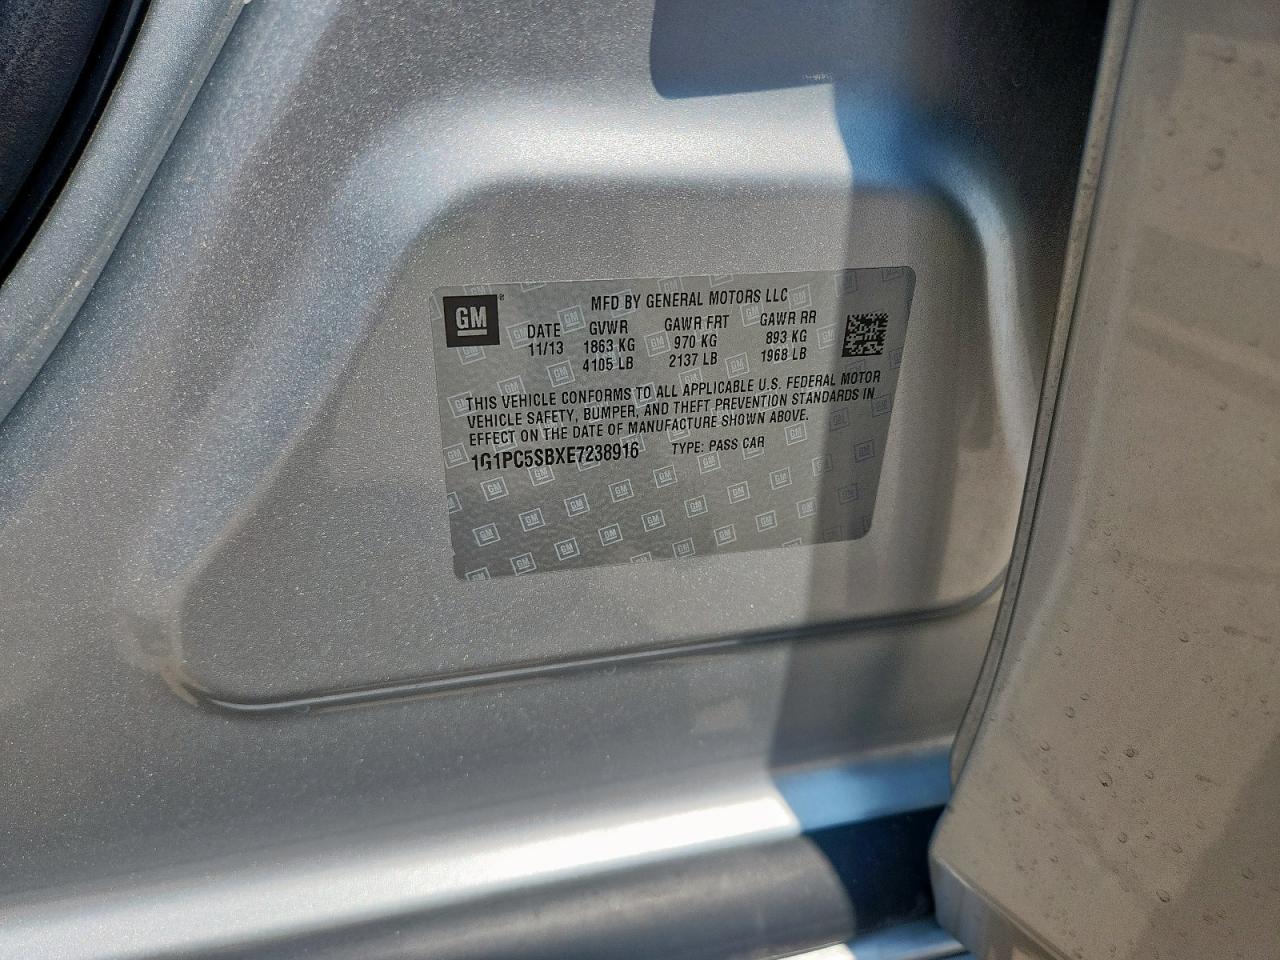 GM
MFD BY GENERAL MOTORS LLC
DATE GVWR GAWR FRT GAWR RR
11/13 1863 KG 970 KG 893 KG
4105 LB 2137 LB 1968 LB
THIS VEHICLE CONFORMS TO ALL APPLICABLE U.S. FEDERAL MOTOR
VEHICLE SAFETY, BUMPER, AND THEFT PREVENTION STANDARDS IN
EFFECT ON THE DATE OF MANUFACTURE SHOWN ABOVE.
1G1PC5SBXE7238916 TYPE: PASS CAR